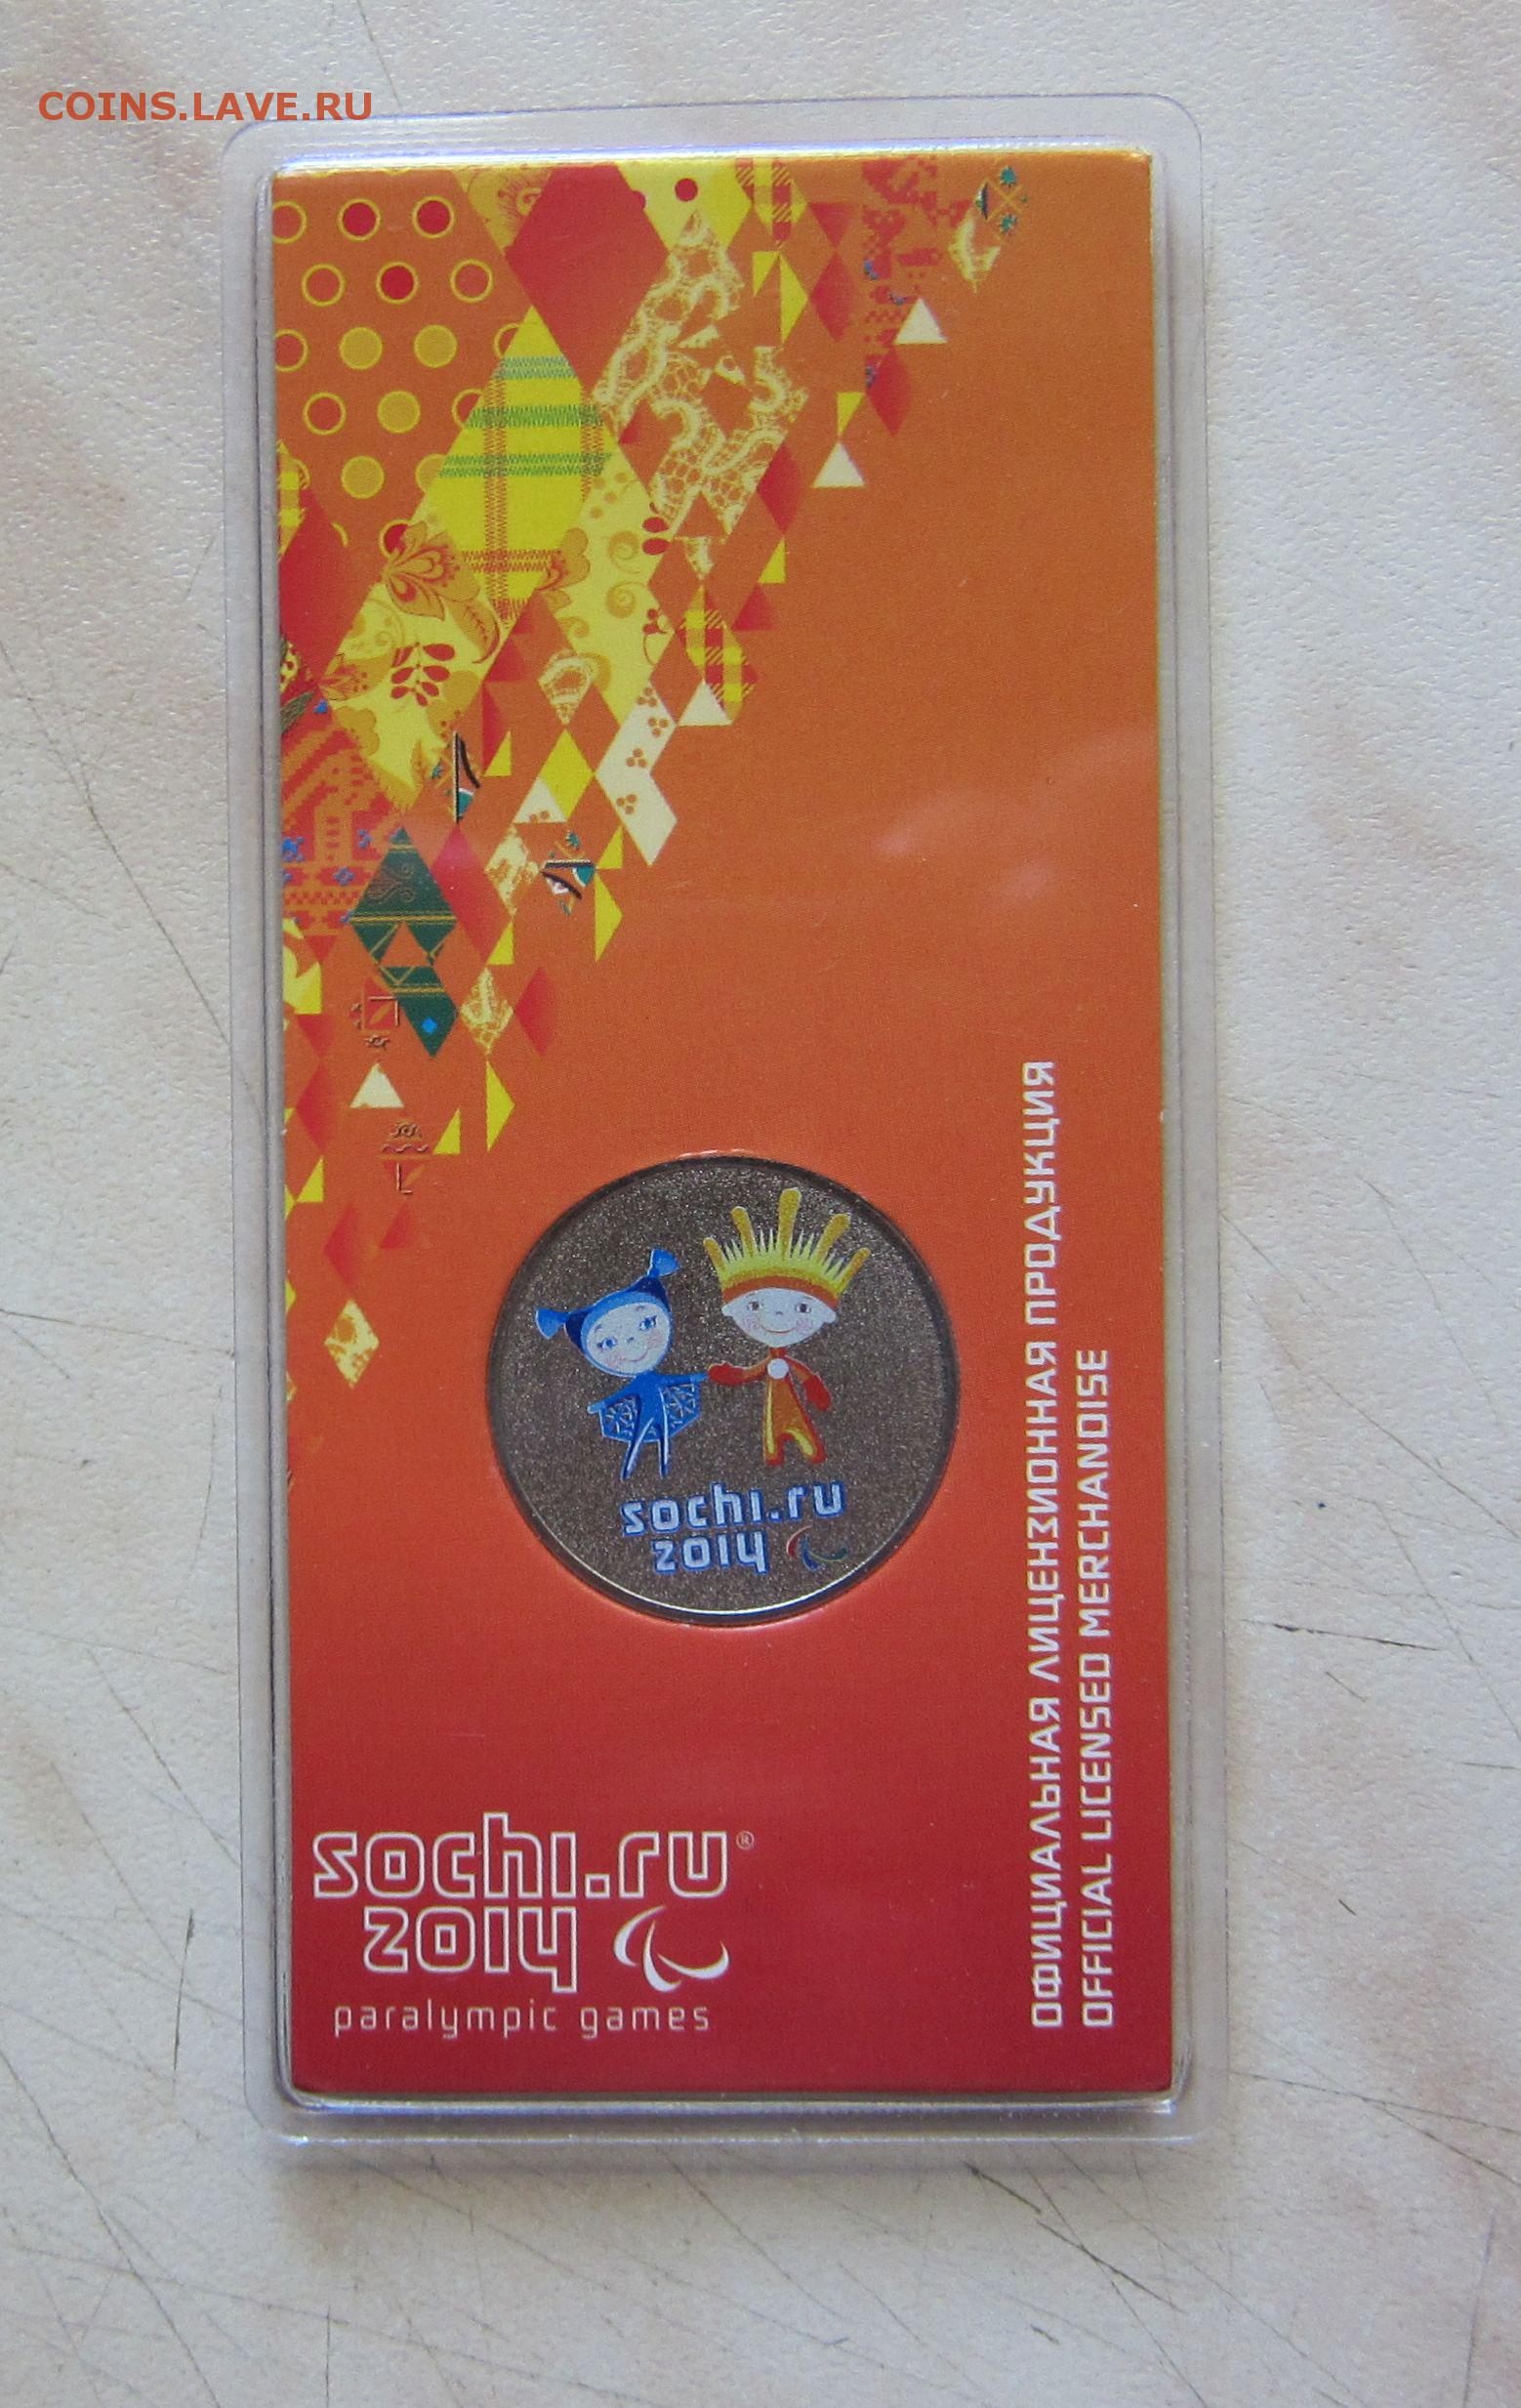 COINS.LAVE.RU
sochi.ru
2014
sochi.ru®
2014
paralympic games
ОФИЦИАЛЬНАЯ ЛИЦЕНЗИОННАЯ ПРОДУКЦИЯ
OFFICIAL LICENSED MERCHANDISE